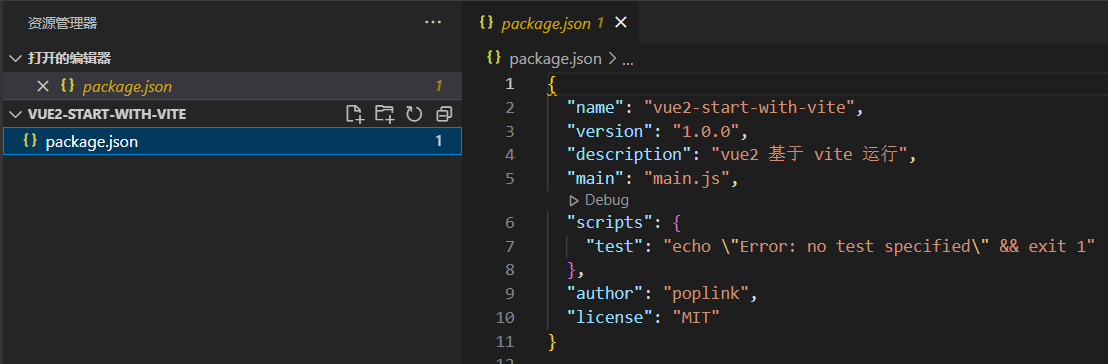 资源管理器
···
打开的编辑器
package.json 1
VUE2-START-WITH-VITE
package.json 1
package.json 1
package.json > ...
1 {
2 "name": "vue2-start-with-vite",
3 "version": "1.0.0",
4 "description": "vue2 基于 vite 运行",
5 "main": "main.js",
Debug
6 "scripts": {
7 "test": "echo \"Error: no test specified\" && exit 1"
8 },
9 "author": "poplink",
10 "license": "MIT"
11 }
12